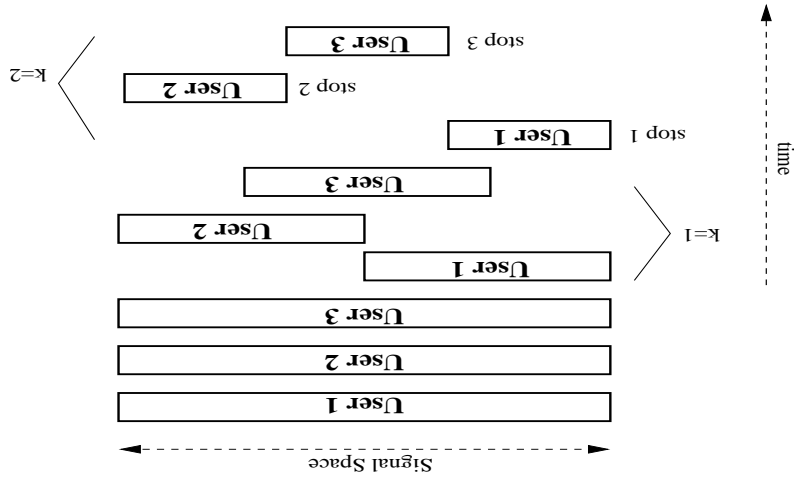 Signal Space
User 1
User 2
User 3
User 1
k=1
User 2
User 3
time
stop 1
User 1
stop 2
User 2
k=2
stop 3
User 3